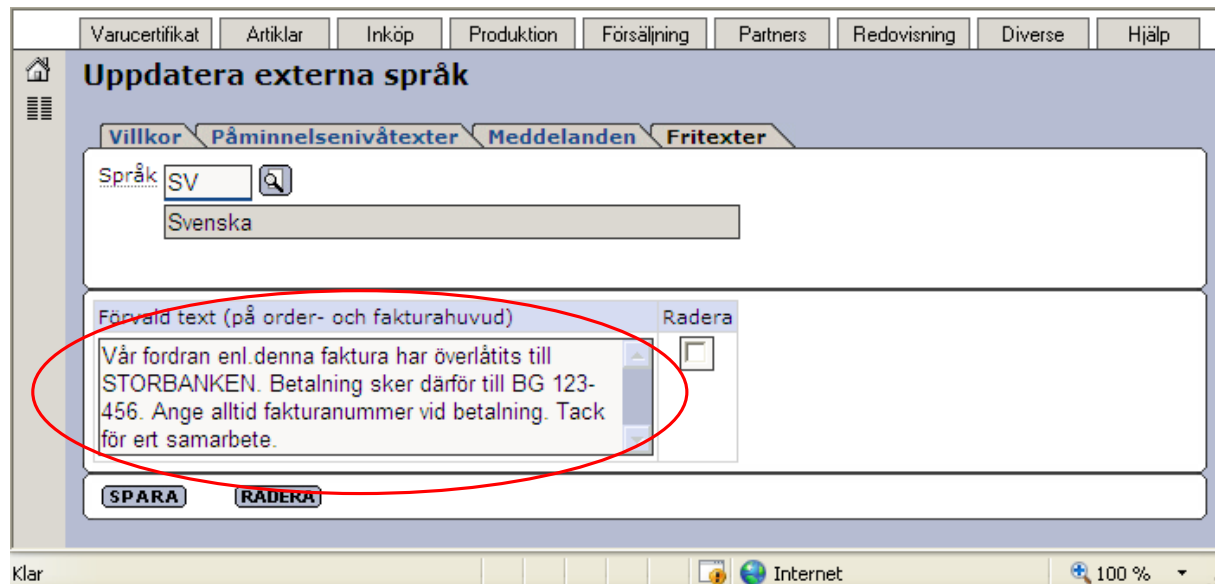 Varucertifikat Artiklar Inköp Produktion Försäljning Partners Redovisning Diverse Hjälp
Uppdatera externa språk
Villkor Påminnelsenivåtexter Meddelanden Fritexter
Språk SV
Svenska
Förvald text (på order- och fakturahuvud) Radera
Vår fordran enl.denna faktura har överlåtits till
STORBANKEN. Betalning sker därför till BG 123-
456. Ange alltid fakturanummer vid betalning. Tack
för ert samarbete.
SPARA RADERA
Klar Internet 100 %